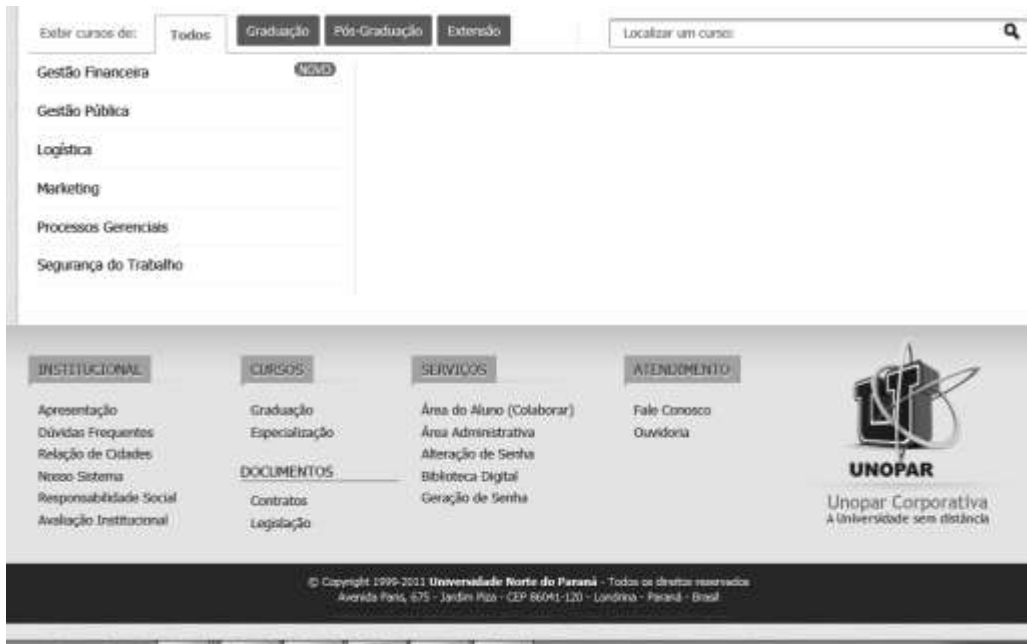 Exibir cursos de: Todos Graduação Pós-Graduação Extensão Localizar um curso:
Gestão Financeira NOVO
Gestão Pública
Logística
Marketing
Processos Gerenciais
Segurança do Trabalho
INSTITUCIONAL
Apresentação
Dúvidas Frequentes
Relação de Cidades
Nosso Sistema
Responsabilidade Social
Avaliação Institucional
CURSOS
Graduação
Especialização
DOCUMENTOS
Contratos
Legislação
SERVIÇOS
Área do Aluno (Colaborar)
Área Administrativa
Alteração de Senha
Biblioteca Digital
Geração de Senha
ATENDIMENTO
Fale Conosco
Ouvidoria
UNOPAR
Unopar Corporativa
A Universidade sem distância
© Copyright 1999-2011 Universidade Norte do Paraná - Todos os direitos reservados
Avenida Paris, 675 - Jardim Piza - CEP 86041-120 - Londrina - Paraná - Brasil